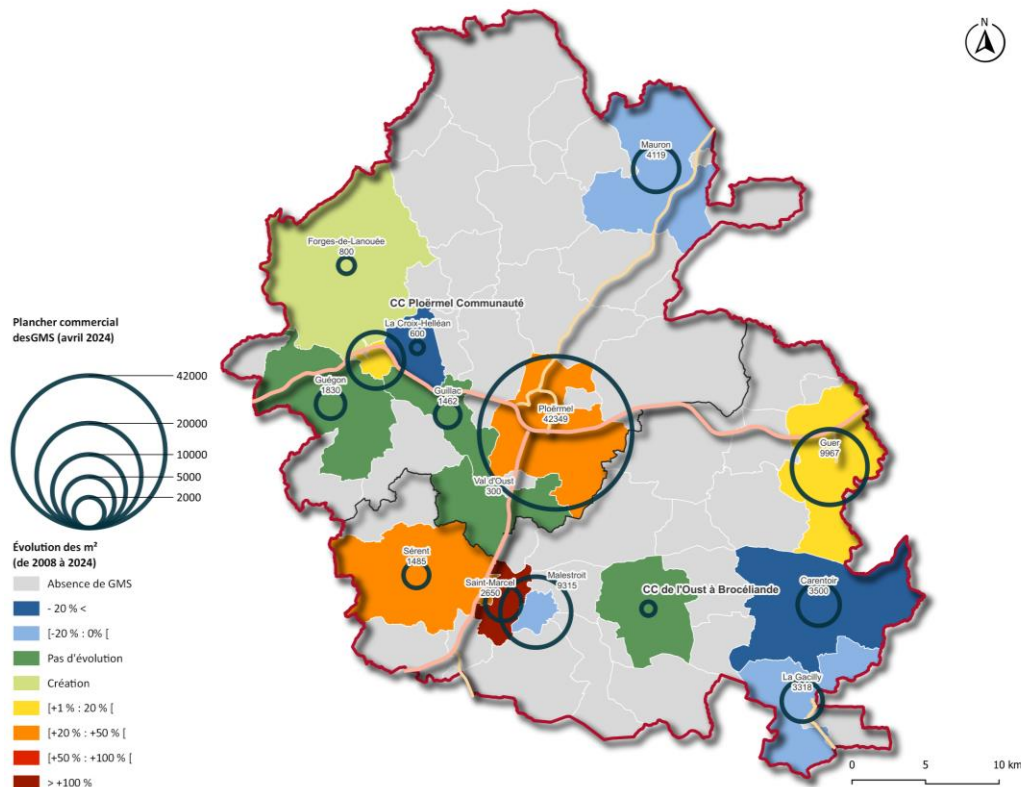 N
Mauron
4119
Forges-de-Lanouée
800
CC Ploërmel Communauté
La Croix-Helléan
600
Guégon
1830
Guillac
1462
Ploërmel
42349
Guer
9967
Val d'Oust
300
Sérent
1485
Saint-Marcel
2650
Malestroit
9315
CC de l'Oust à Brocéliande
Carentoir
3500
La Gacilly
3318
Plancher commercial
desGMS (avril 2024)
42000
20000
10000
5000
2000
Évolution des m²
(de 2008 à 2024)
Absence de GMS
- 20 % <
[-20 % : 0% [
Pas d'évolution
Création
[+1 % : 20 % [
[+20 % : +50 % [
[+50 % : +100 % [
> +100 %
0 5 10 km